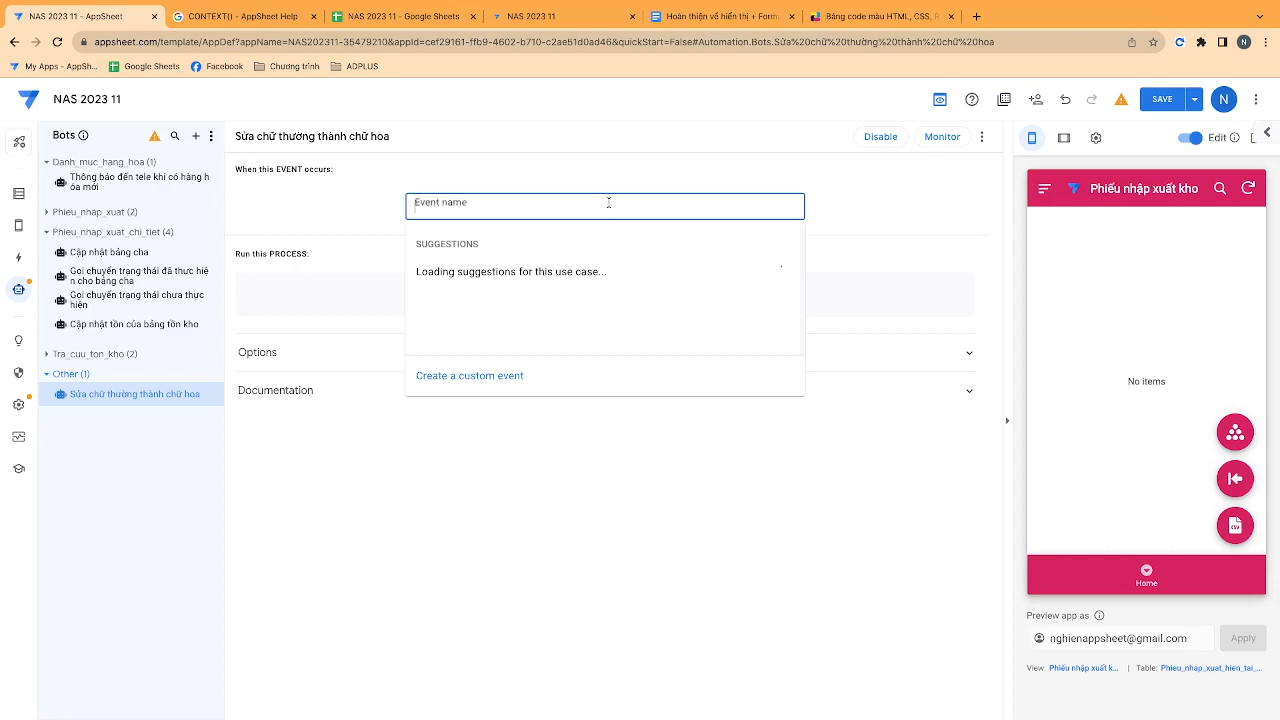 NAS 2023 11 - AppSheet
CONTEXT() - AppSheet Help
NAS 2023 11 - Google Sheets
NAS 2023 11
Hoàn thiện về hiển thị + Form
Bảng code màu HTML, CSS, R
appsheet.com/template/AppDef?appName=NAS202311-35479210&appId=cef29161-ffb9-4602-b710-c2ae51d0ad46&quickStart=False#Automation.Bots.Sửa%20chữ%20thường%20thành%20chữ%20hoa
N
My Apps - AppSh...
Google Sheets
Facebook
Chương trình
ADPLUS
NAS 2023 11
SAVE
N
Bots
Sửa chữ thường thành chữ hoa
Disable
Monitor
Edit
Danh_muc_hang_hoa (1)
Thông báo đến tele khi có hàng h
óa mới
Phieu_nhap_xuat (2)
Phieu_nhap_xuat_chi_tiet (4)
Cập nhật bảng cha
Gọi chuyển trạng thái đã thực hiệ
n cho bảng cha
Gọi chuyển trạng thái chưa thực
hiện
Cập nhật tồn của bảng tồn kho
Tra_cuu_ton_kho (2)
Other (1)
Sửa chữ thường thành chữ hoa
When this EVENT occurs:
Event name
SUGGESTIONS
Loading suggestions for this use case...
Create a custom event
Run this PROCESS:
Options
Documentation
Phiếu nhập xuất kho
No items
CSV
Home
Preview app as
nghienappsheet@gmail.com
Apply
View: Phiếu nhập xuất k... | Table: Phieu_nhap_xuat_hien_tai_...